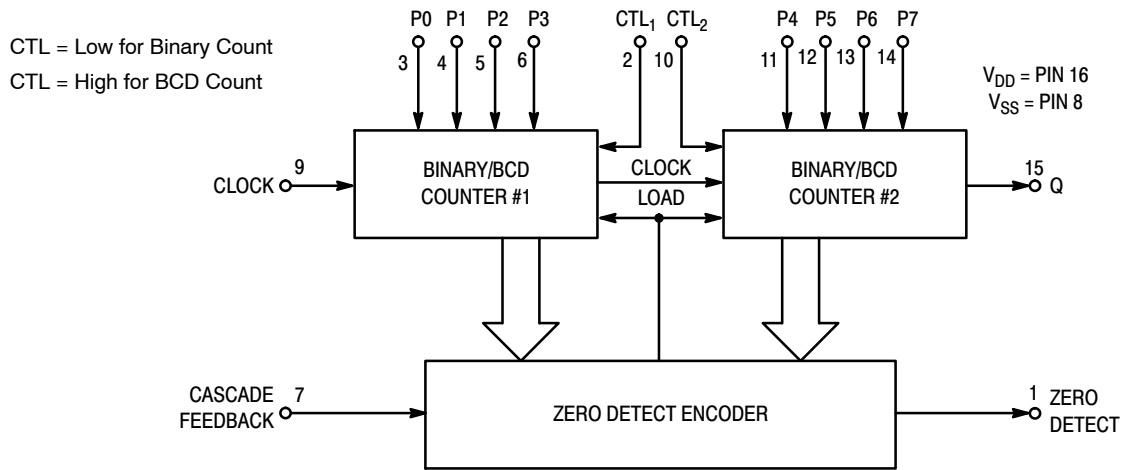 CTL = Low for Binary Count
CTL = High for BCD Count
P0 P1 P2 P3
3 4 5 6
CTL₁ CTL₂
2 10
P4 P5 P6 P7
11 12 13 14
V_DD = PIN 16
V_SS = PIN 8
CLOCK 9
BINARY/BCD
COUNTER #1
CLOCK
LOAD
BINARY/BCD
COUNTER #2
15
Q
CASCADE
FEEDBACK
7
ZERO DETECT ENCODER
1
ZERO
DETECT